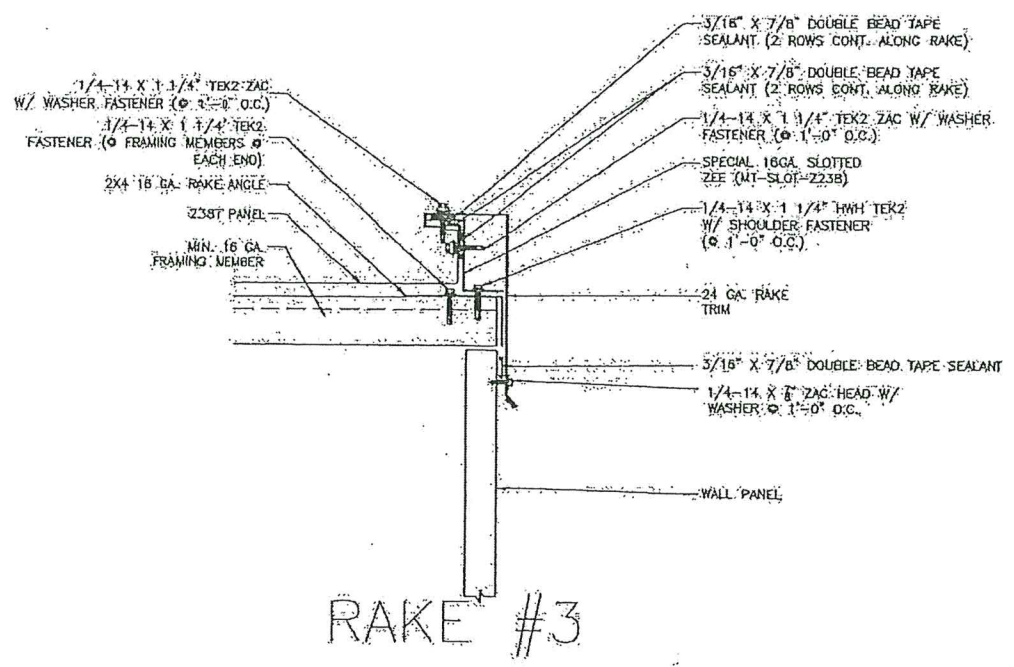 1/4-14 X 1 1/4" TEK2 ZAC
W/ WASHER FASTENER (@ 1'-0" O.C.)
1/4-14 X 1 1/4" TEK2
FASTENER (@ FRAMING MEMBERS @
EACH END)
2X4 16 GA. RAKE ANGLE
Z38T PANEL
MIN. 16 GA.
FRAMING MEMBER
3/16" X 7/8" DOUBLE BEAD TAPE
SEALANT (2 ROWS CONT. ALONG RAKE)
3/16" X 7/8" DOUBLE BEAD TAPE
SEALANT (2 ROWS CONT. ALONG RAKE)
1/4-14 X 1 1/4" TEK2 ZAC W/ WASHER
FASTENER (@ 1'-0" O.C.)
SPECIAL 16GA. SLOTTED
ZEE (MT-SLOT-Z238)
1/4-14 X 1 1/4" HWH TEK2
W/ SHOULDER FASTENER
(@ 1'-0" O.C.)
24 GA. RAKE
TRIM
3/16" X 7/8" DOUBLE BEAD TAPE SEALANT
1/4-14 X ZAC HEAD W/
WASHER @ 1'-0" O.C.
WALL PANEL
RAKE #3